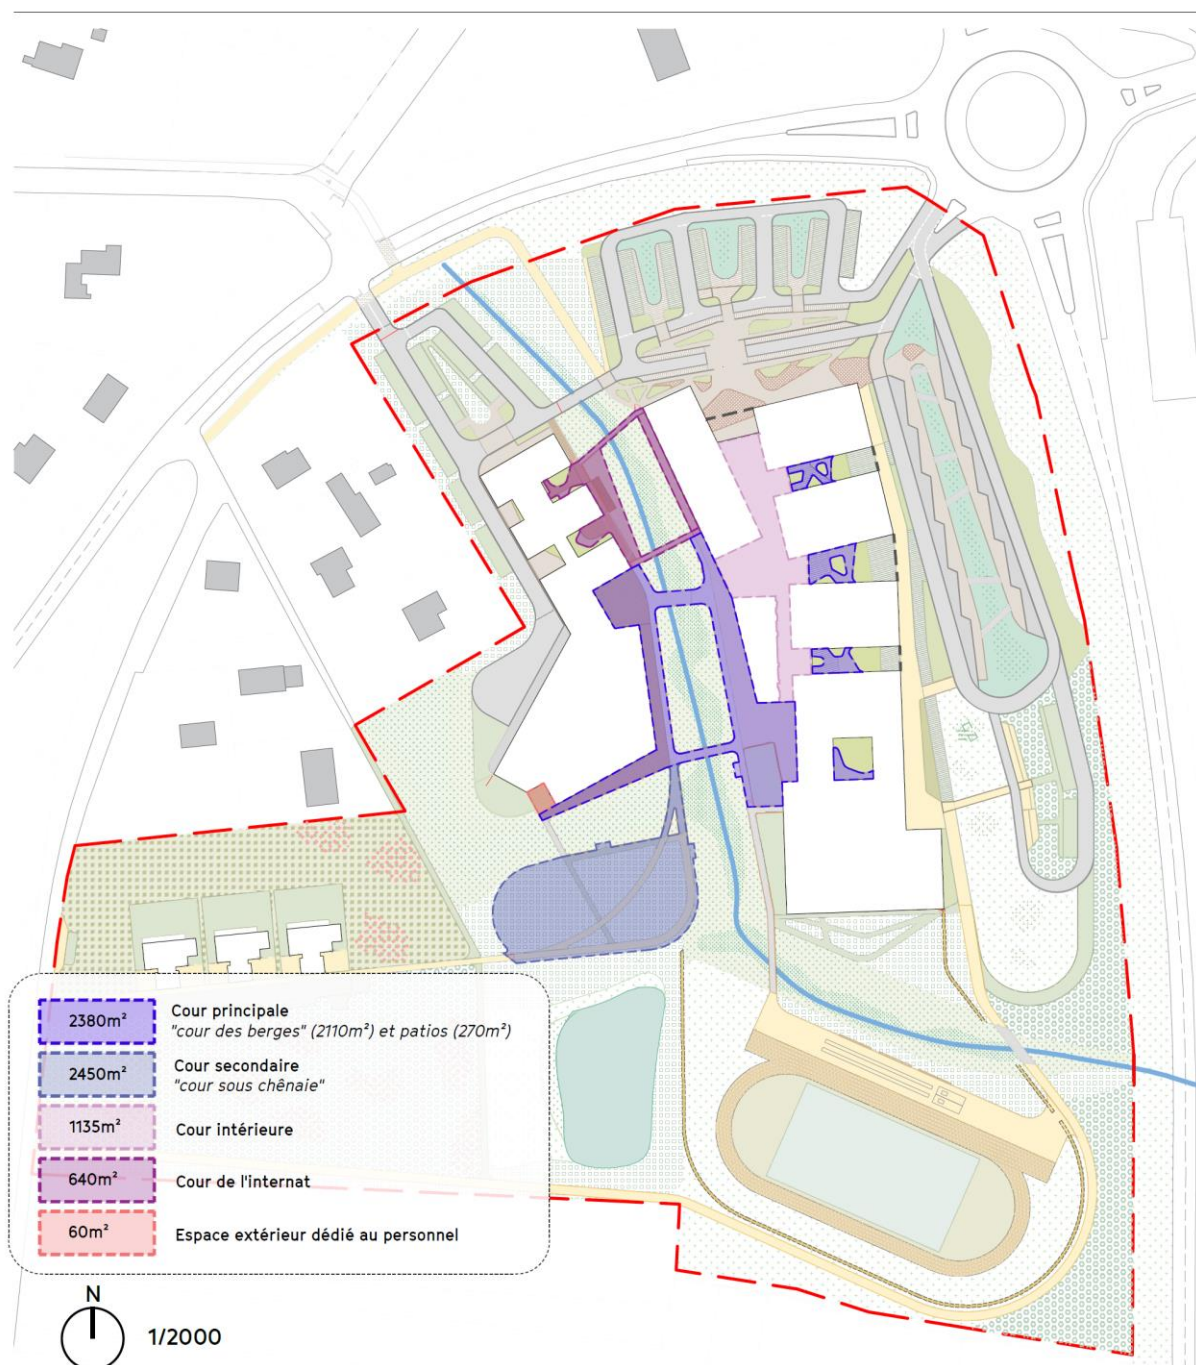 2380m²
Cour principale
"cour des berges" (2110m²) et patios (270m²)
2450m²
Cour secondaire
"cour sous chênaie"
1135m²
Cour intérieure
640m²
Cour de l'internat
60m²
Espace extérieur dédié au personnel
N
1/2000